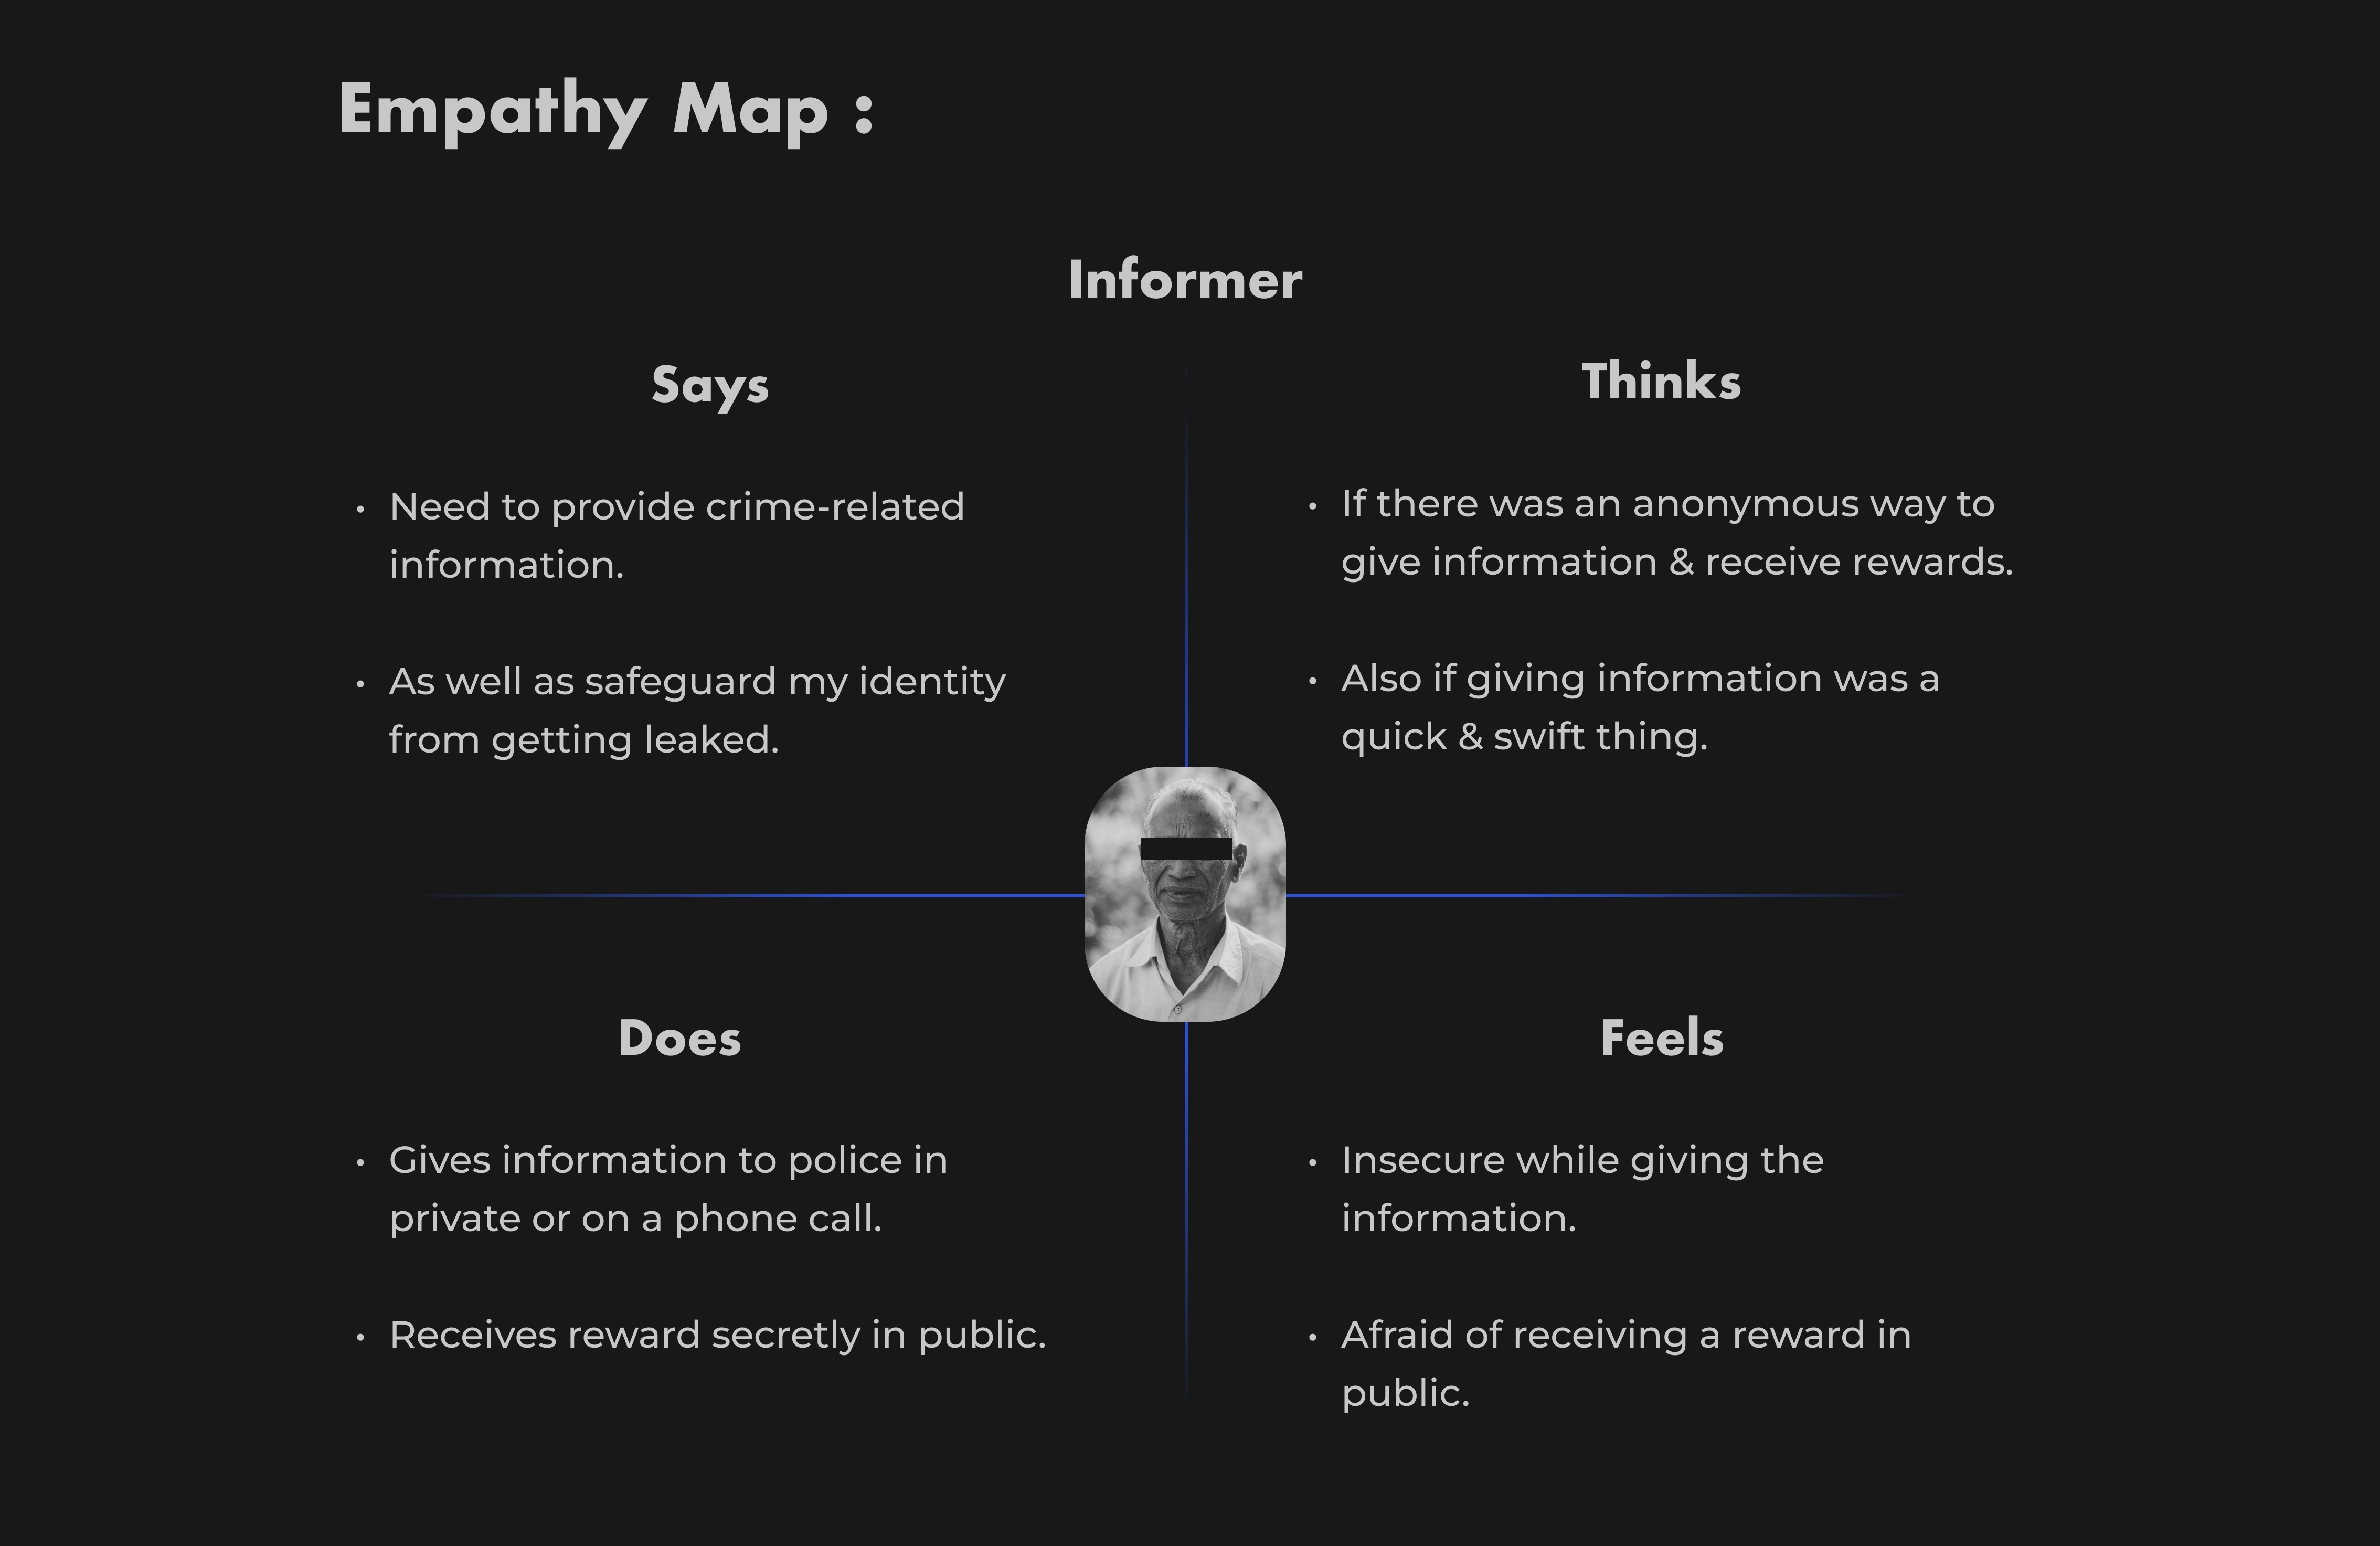 Empathy Map :
Informer
Says
• Need to provide crime-related
information.
• As well as safeguard my identity
from getting leaked.
Thinks
• If there was an anonymous way to
give information & receive rewards.
• Also if giving information was a
quick & swift thing.
Does
• Gives information to police in
private or on a phone call.
• Receives reward secretly in public.
Feels
• Insecure while giving the
information.
• Afraid of receiving a reward in
public.